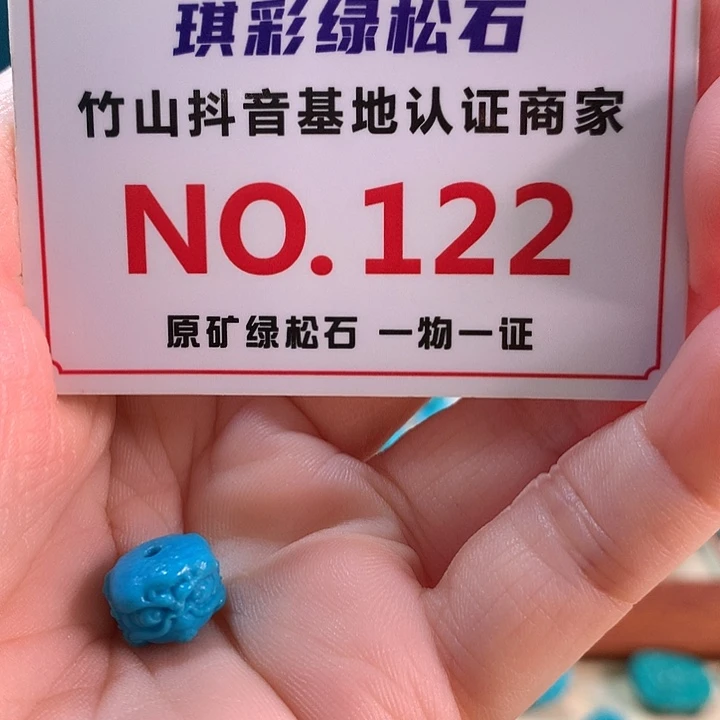 琪彩绿松石
竹山抖音基地认证商家
NO.122
原矿绿松石 一物一证